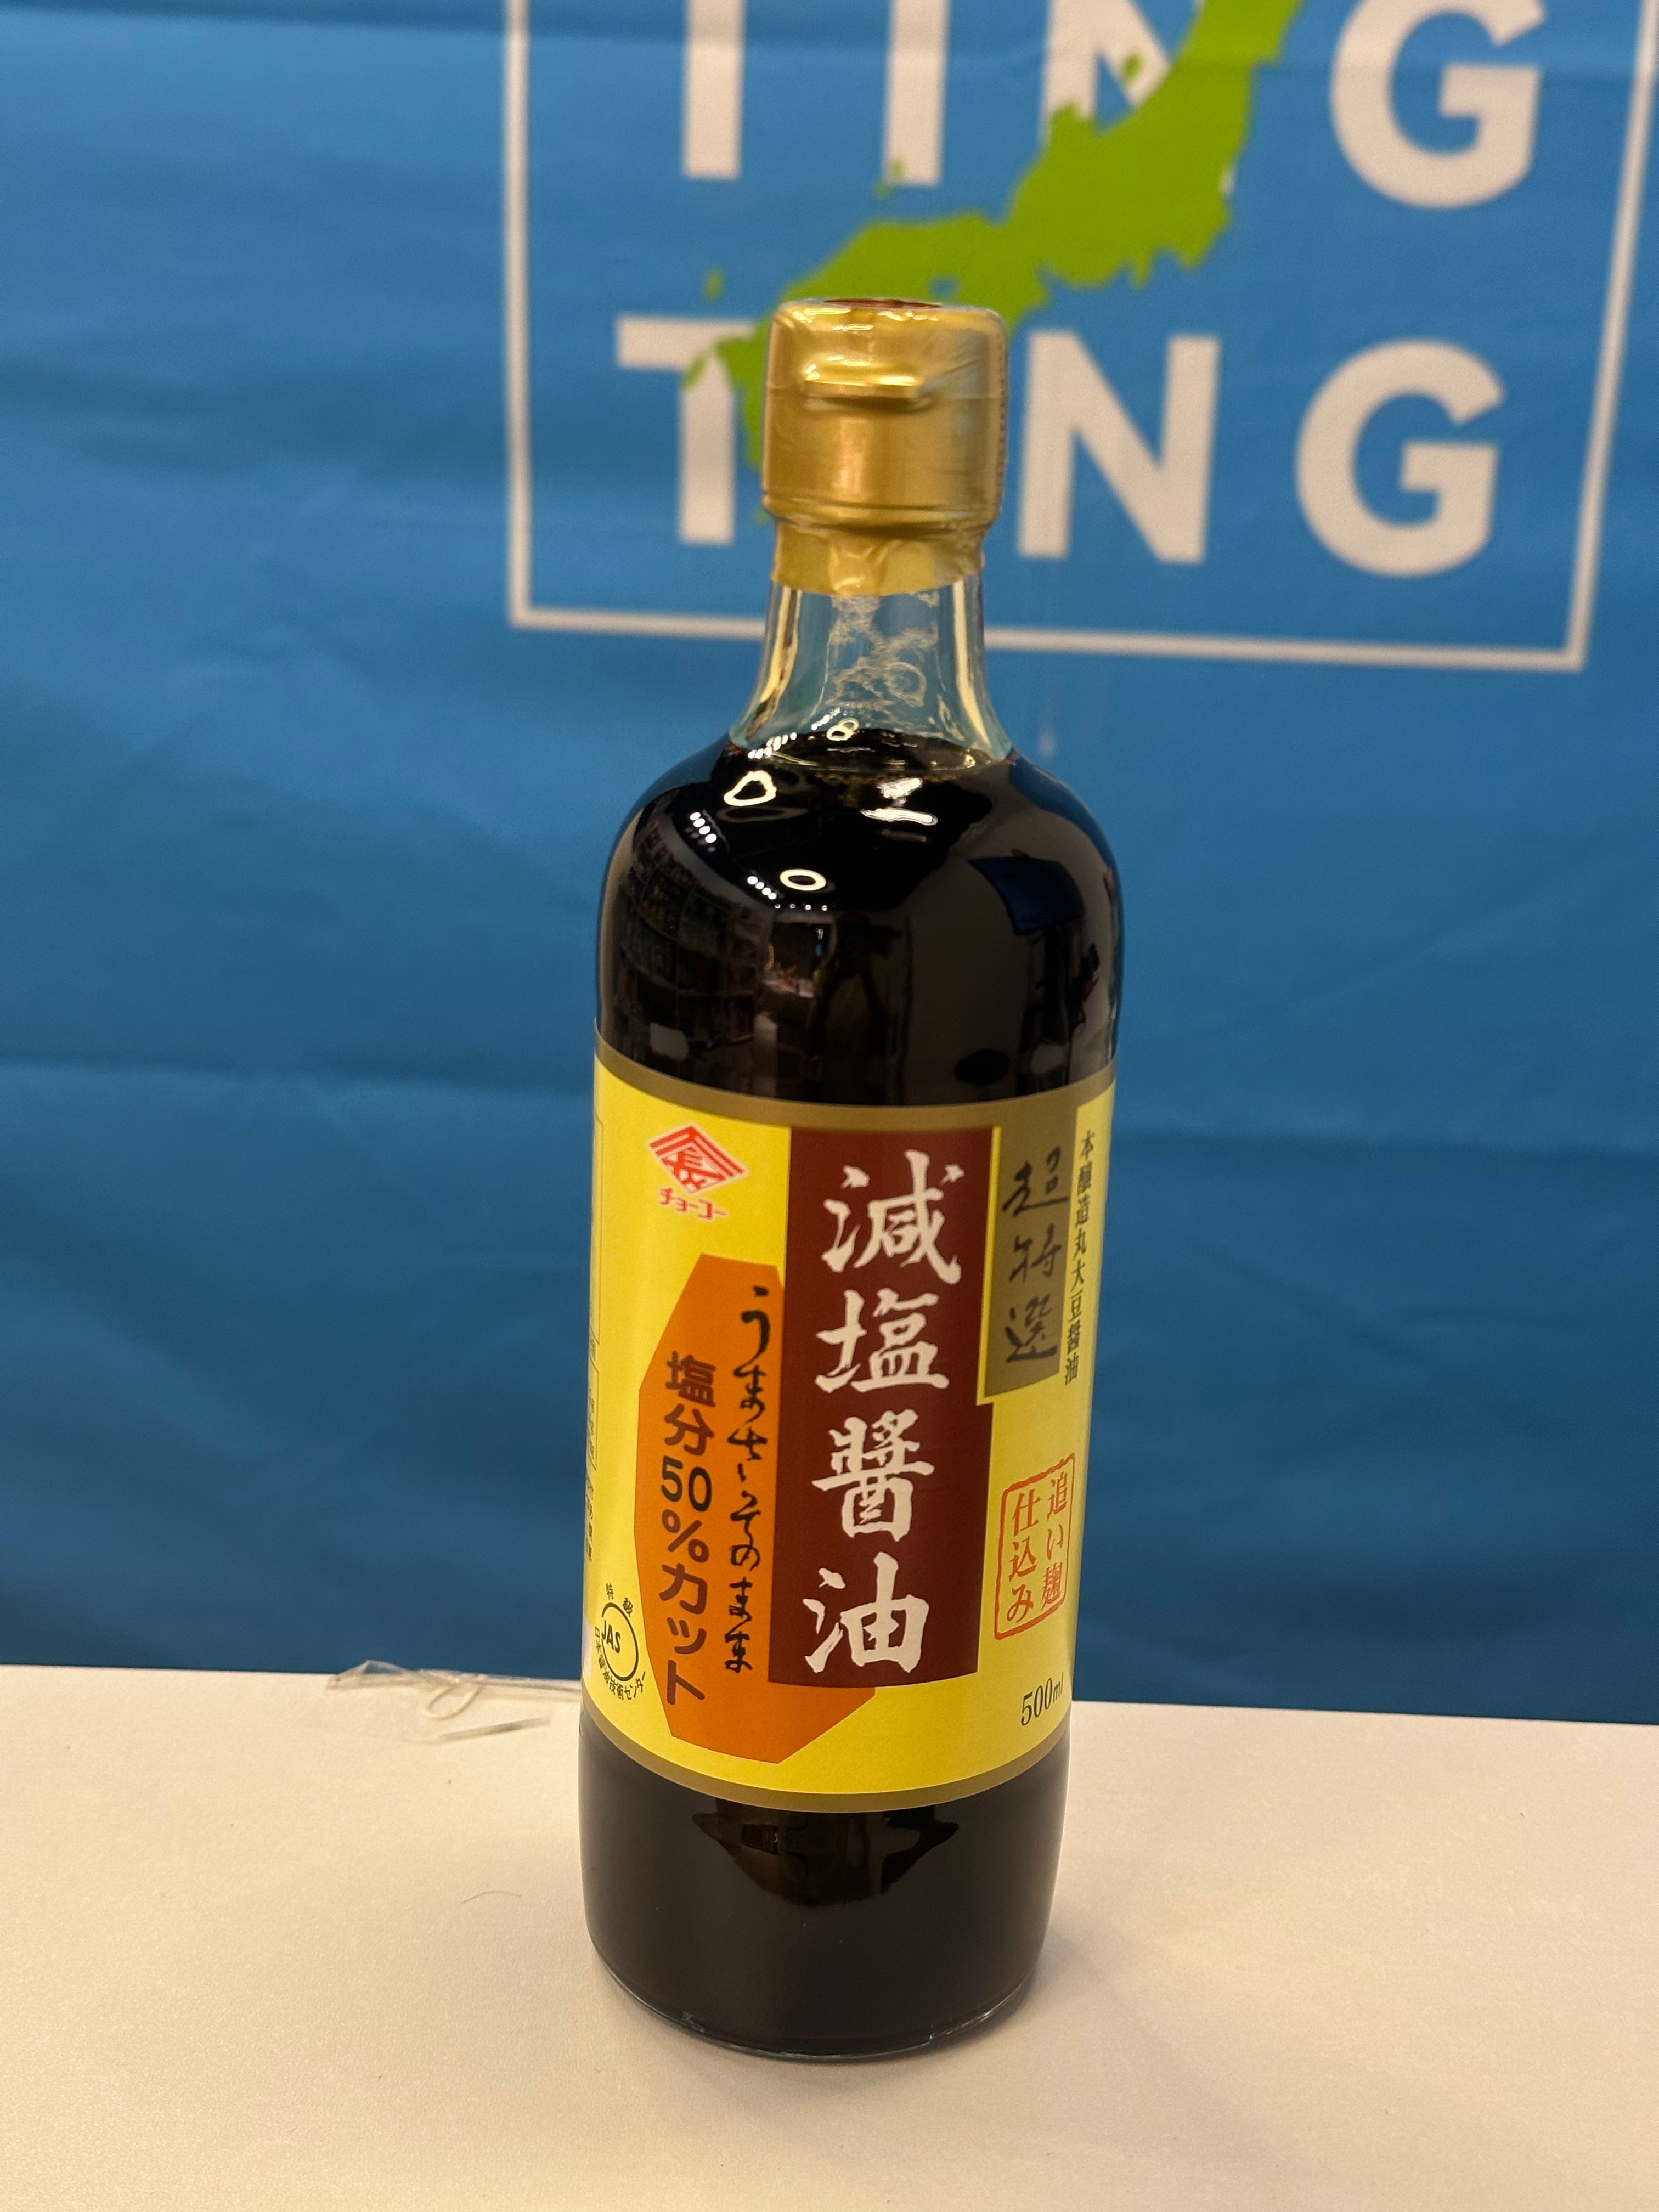 TING
TING
チョーコー
本醸造丸大豆醤油
超特選
減塩醤油
うまさ、そのまま
塩分50%カット
追い麹
仕込み
特級
JAS
500ml